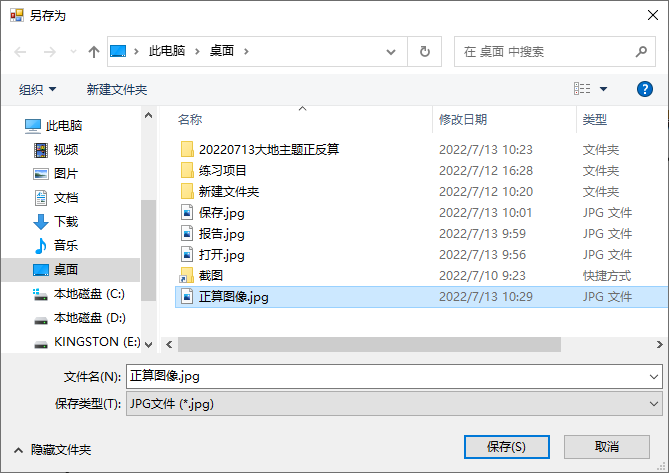 另存为
此电脑 桌面
在 桌面 中搜索
组织 新建文件夹
名称 修改日期 类型
此电脑
视频
图片
文档
下载
音乐
桌面
本地磁盘 (C:)
本地磁盘 (D:)
KINGSTON (E:)
20220713大地主题正反算 2022/7/13 10:23 文件夹
练习项目 2022/7/12 16:28 文件夹
新建文件夹 2022/7/12 10:20 文件夹
保存.jpg 2022/7/13 10:01 JPG 文件
报告.jpg 2022/7/13 9:59 JPG 文件
打开.jpg 2022/7/13 9:56 JPG 文件
截图 2022/7/10 9:23 快捷方式
正算图像.jpg 2022/7/13 10:29 JPG 文件
文件名(N): 正算图像.jpg
保存类型(T): JPG文件 (*.jpg)
隐藏文件夹 保存(S) 取消